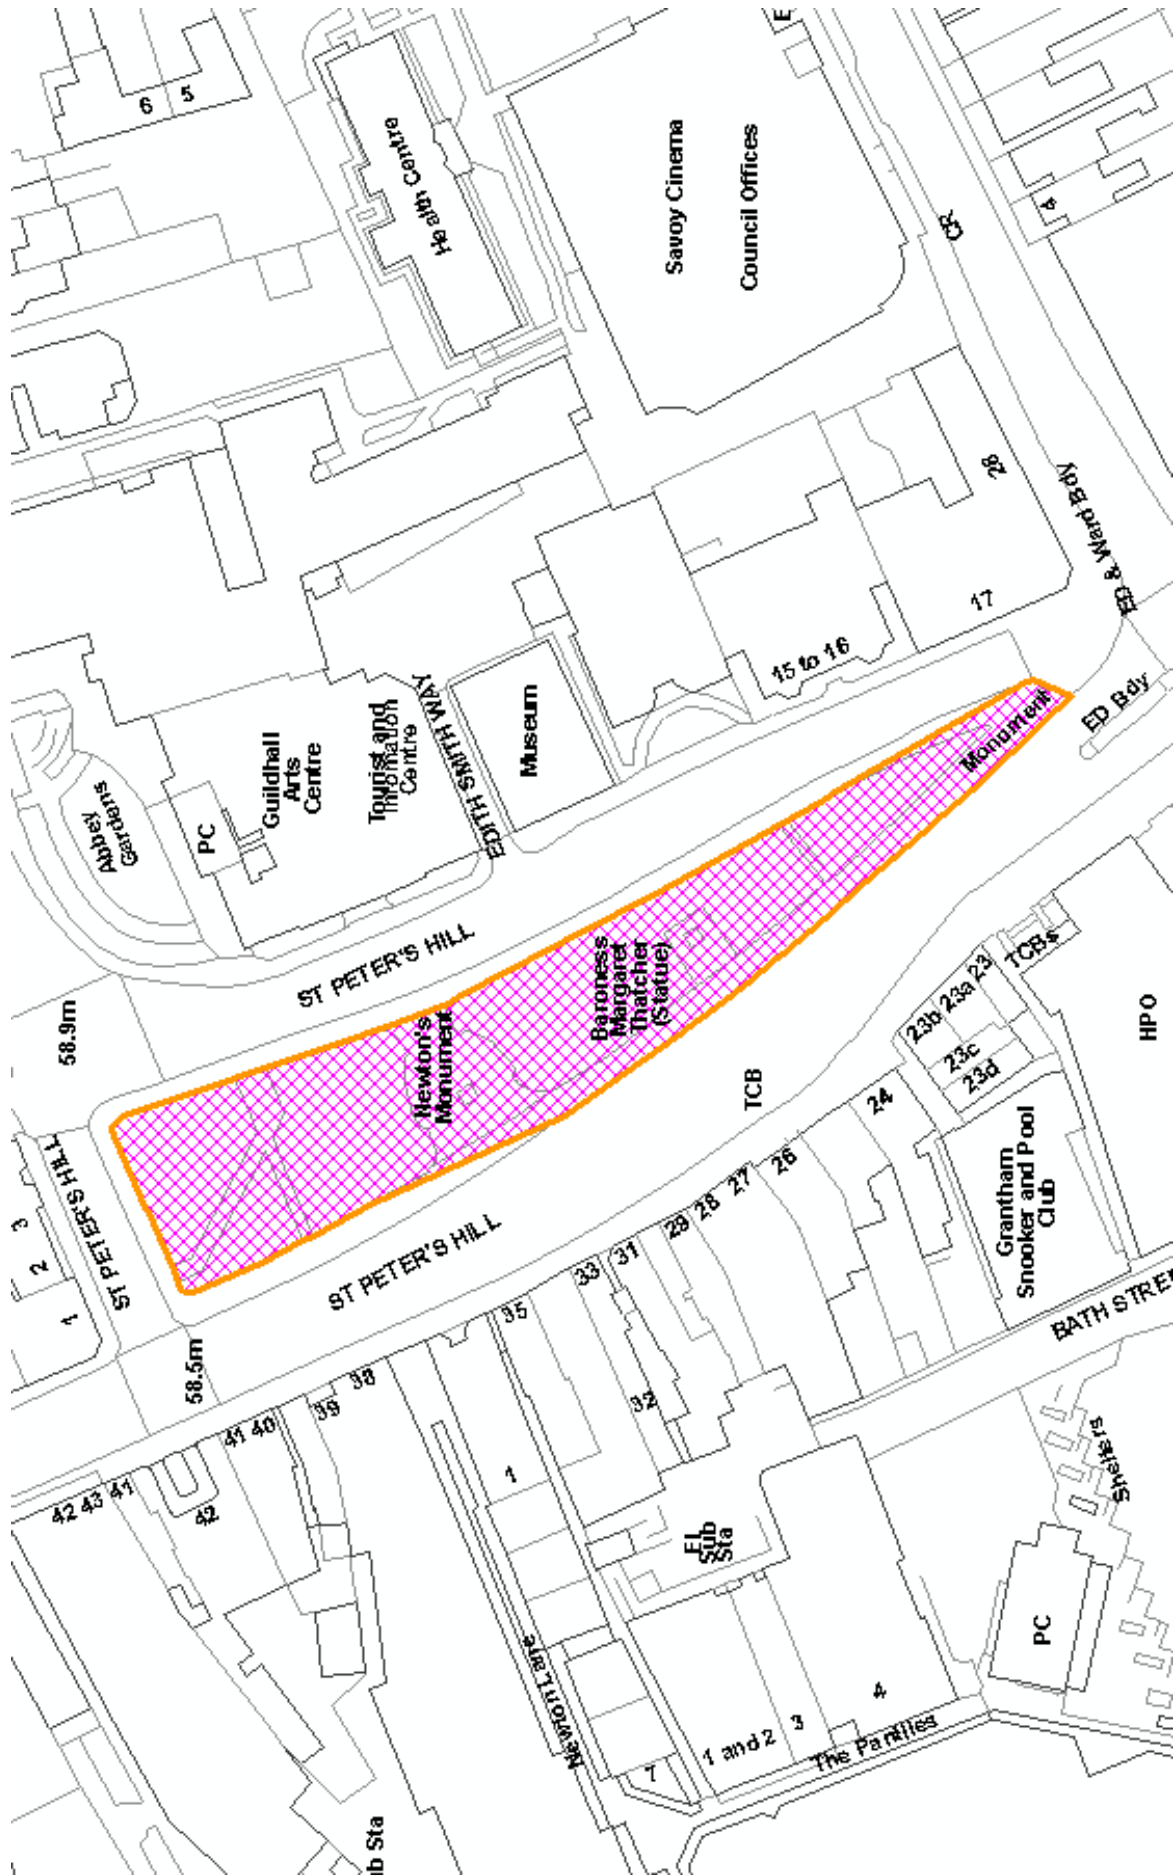 6
5
Health Centre
Savoy Cinema
Council Offices
4
CR
28
ED & Ward Bdy
17
15 to 16
ED Bdy
Monument
Museum
EDITH SMITH WAY
Tourist and
Information
Centre
Guildhall
Arts
Centre
PC
Abbey
Gardens
ST PETER'S HILL
58.9m
Newton's
Monument
Baroness
Margaret
Thatcher
(Statue)
TCB
TCBs
23
23a
23b
23c
23d
24
HPO
Grantham
Snooker and Pool
Club
26
27
28
29
31
33
35
32
ST PETER'S HILL
ST PETER'S HILL
3
2
1
58.5m
38
39
40
41
41
43
42
42
1
El
Sub
Sta
BATH STREE
Shelters
PC
Newton Lane
7
1 and 2
3
4
The Pantiles
b Sta